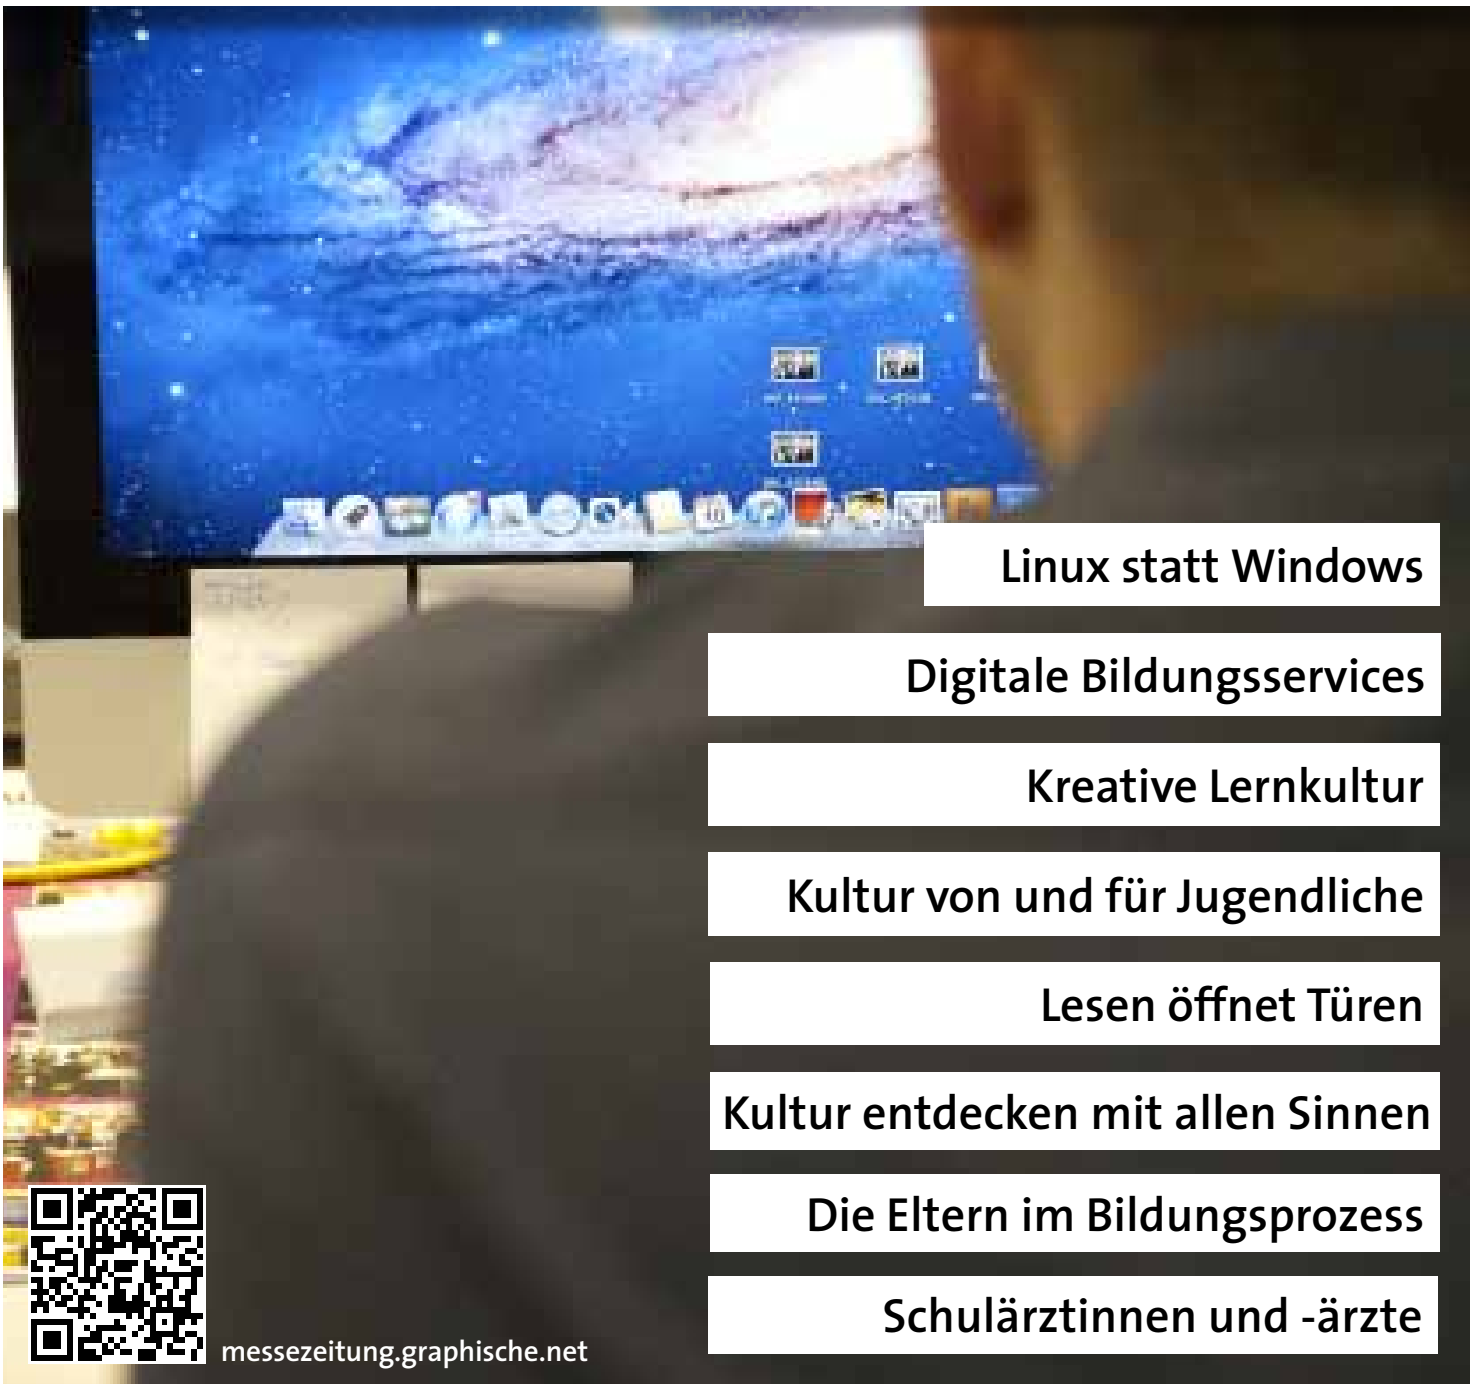 Linux statt Windows
Digitale Bildungsservices
Kreative Lernkultur
Kultur von und für Jugendliche
Lesen öffnet Türen
Kultur entdecken mit allen Sinnen
Die Eltern im Bildungsprozess
Schulärztinnen und -ärzte
messezeitung.graphische.net